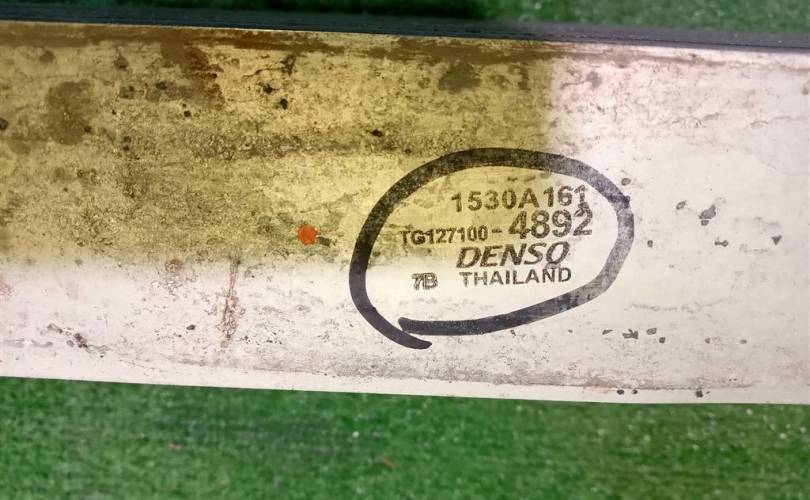 1530A161
TG127100-4892
DENSO
7B THAILAND